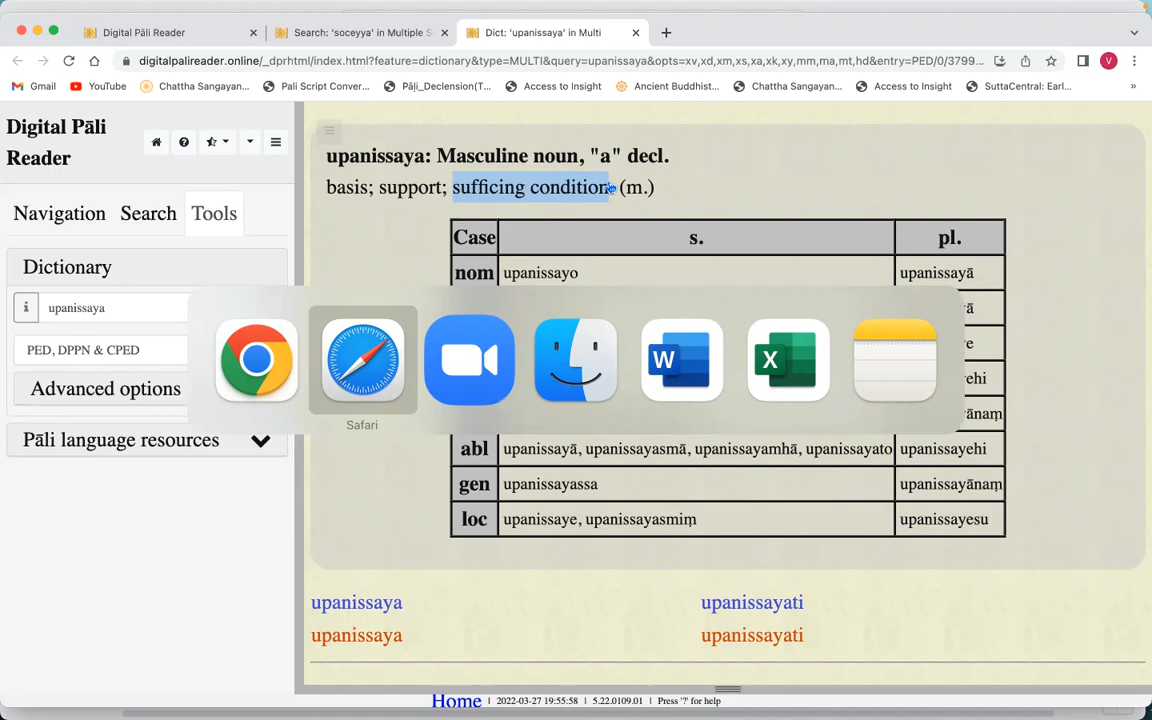 Digital Pāli Reader
Search: 'soceyya' in Multiple S
Dict: 'upanissaya' in Multi
digitalpalireader.online/_dprhtml/index.html?feature=dictionary&type=MULTI&query=upanissaya&opts=xv,xd,xm,xs,xa,xk,xy,mm,ma,mt,hd&entry=PED/0/3799...
V
Gmail
YouTube
Chattha Sangayan...
Pali Script Conver...
Pāḷi_Declension(T...
Access to Insight
Ancient Buddhist...
Chattha Sangayan...
Access to Insight
SuttaCentral: Earl...
»
Digital Pāli
Reader
Navigation
Search
Tools
Dictionary
i upanissaya
PED, DPPN & CPED
Advanced options
Pāli language resources
upanissaya: Masculine noun, "a" decl.
basis; support; sufficing condition (m.)
Case s. pl.
nom upanissayo upanissayā
ā
e
ehi
ānaṃ
W
X
Safari
abl upanissayā, upanissayasmā, upanissayamhā, upanissayato upanissayehi
gen upanissayassa upanissayānaṃ
loc upanissaye, upanissayasmiṃ upanissayesu
upanissaya upanissayati
upanissaya upanissayati
Home | 2022-03-27 19:55:58 | 5.22.0109.01 | Press '?' for help